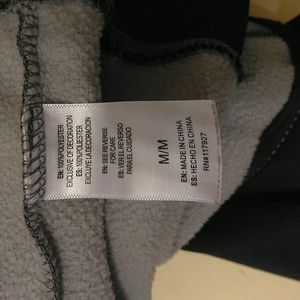 EN: 100%POLYESTER
EXCLUSIVE OF DECORATION
ES: 100%POLIESTER
EXCLUYE LA DECORACION
EN: SEE REVERSE
FOR CARE
ES: VER EL REVERSO
PARA EL CUIDADO
M/M
EN: MADE IN CHINA
ES: HECHO EN CHINA
RN#117927